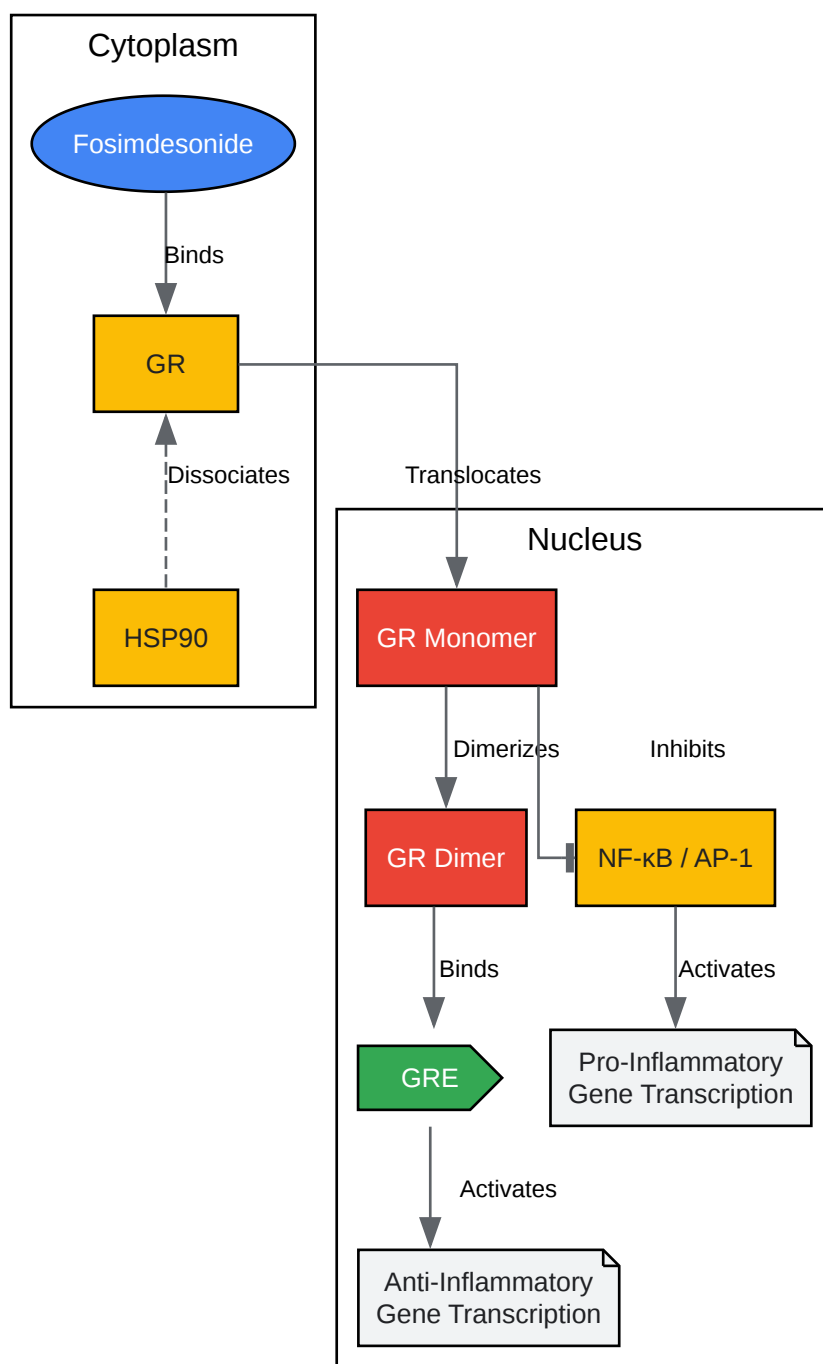 Cytoplasm
Fosimdesonide
Binds
GR
Dissociates
Translocates
HSP90
Nucleus
GR Monomer
Dimerizes
Inhibits
GR Dimer
NF-κB / AP-1
Binds
Activates
GRE
Pro-Inflammatory
Gene Transcription
Activates
Anti-Inflammatory
Gene Transcription